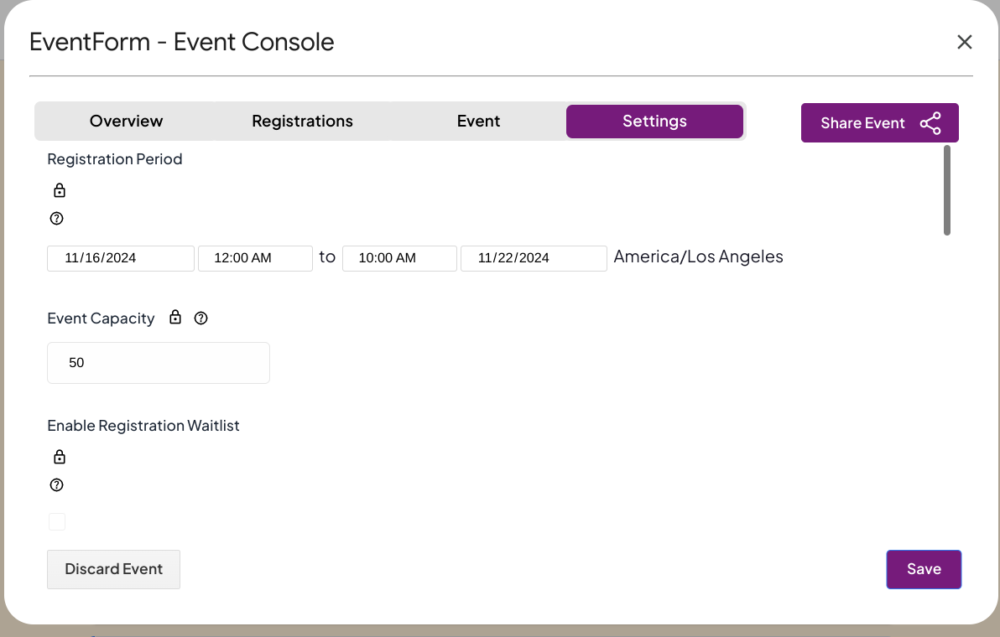 EventForm - Event Console
Overview Registrations Event Settings Share Event
Registration Period
11/16/2024 12:00 AM to 10:00 AM 11/22/2024 America/Los Angeles
Event Capacity
50
Enable Registration Waitlist
Discard Event Save